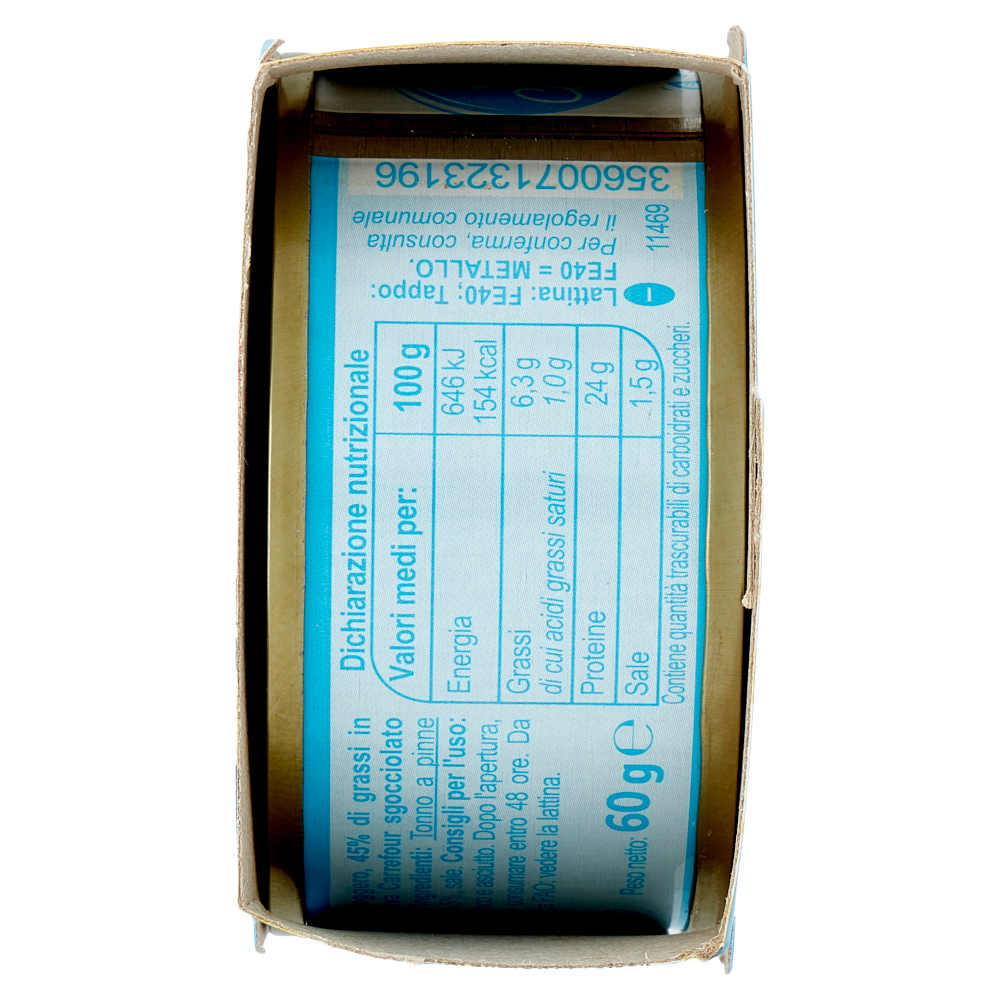 45% di grassi in
Carrefour sgocciolato
Tonno a pinne
sale. Consigli per l'uso:
e asciutto. Dopo l'apertura,
entro 48 ore. Da
FAO: vedere la lattina.
Peso netto: 60 g e
Dichiarazione nutrizionale
Valori medi per: 100 g
Energia 646 kJ
154 kcal
Grassi 6,3 g
di cui acidi grassi saturi 1,0 g
Proteine 24 g
Sale 1,5 g
Contiene quantità trascurabili di carboidrati e zuccheri.
I Lattina: FE40; Tappo:
FE40 = METALLO.
Per conferma, consulta
il regolamento comunale
11469
3560071323196